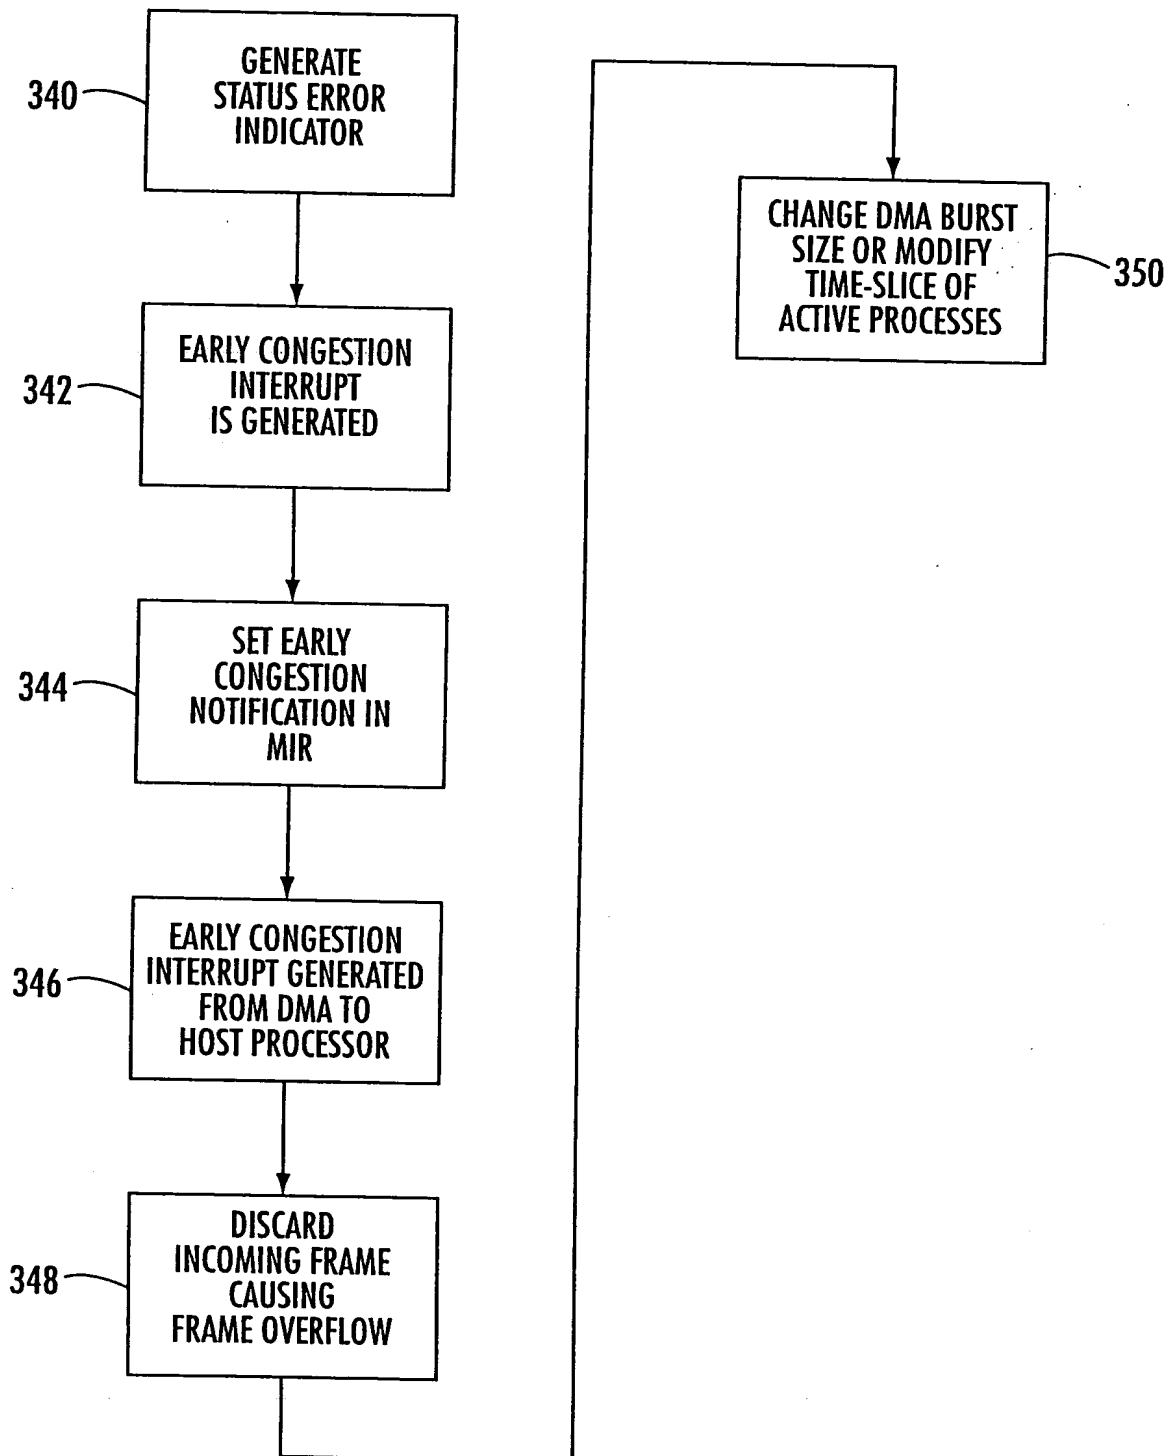 340
GENERATE
STATUS ERROR
INDICATOR
342
EARLY CONGESTION
INTERRUPT
IS GENERATED
344
SET EARLY
CONGESTION
NOTIFICATION IN
MIR
346
EARLY CONGESTION
INTERRUPT GENERATED
FROM DMA TO
HOST PROCESSOR
348
DISCARD
INCOMING FRAME
CAUSING
FRAME OVERFLOW
CHANGE DMA BURST
SIZE OR MODIFY
TIME-SLICE OF
ACTIVE PROCESSES
350